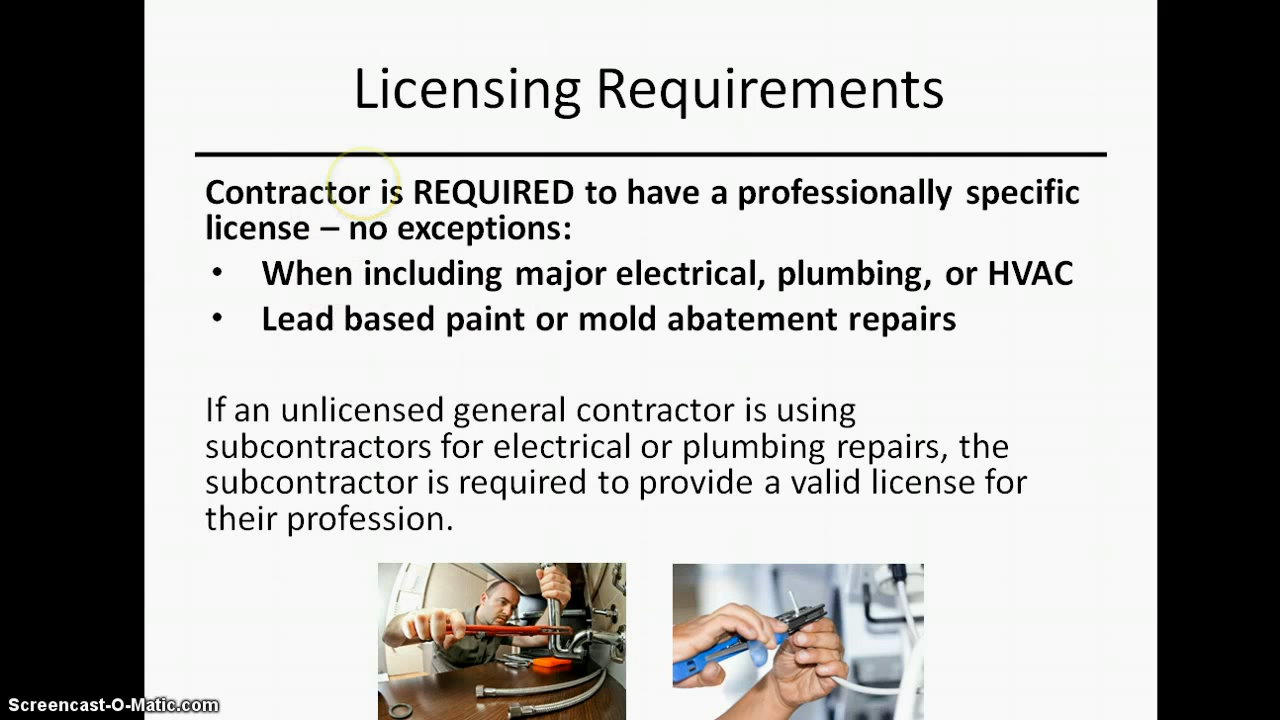 Licensing Requirements
Contractor is REQUIRED to have a professionally specific
license – no exceptions:
• When including major electrical, plumbing, or HVAC
• Lead based paint or mold abatement repairs
If an unlicensed general contractor is using
subcontractors for electrical or plumbing repairs, the
subcontractor is required to provide a valid license for
their profession.
Screencast-O-Matic.com